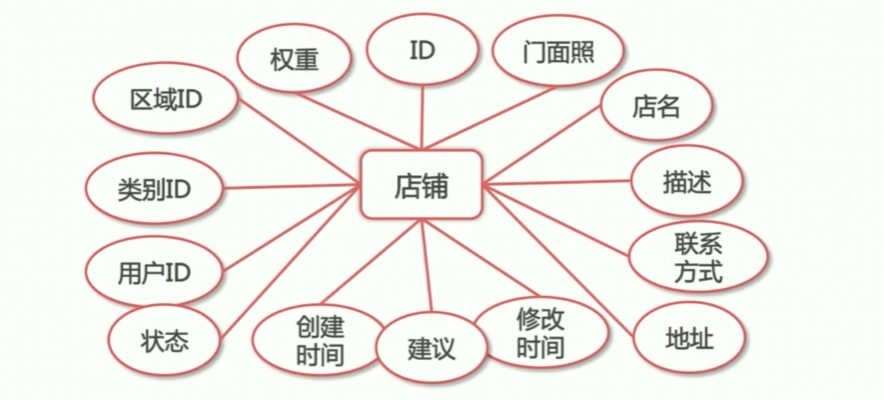 权重
ID
门面照
区域ID
店名
类别ID
店铺
描述
用户ID
联系
方式
状态
创建
时间
建议
修改
时间
地址